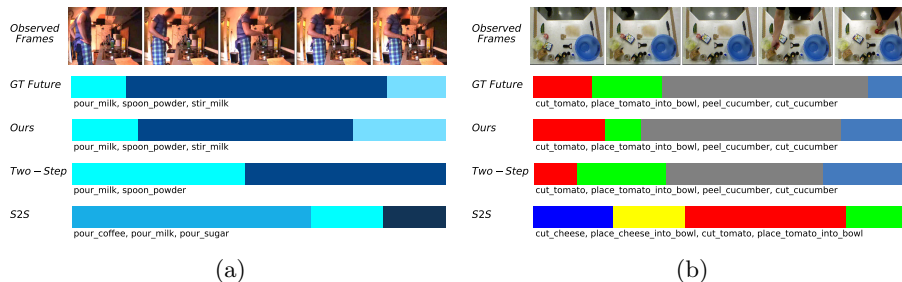 Observed
Frames
GT Future
pour_milk, spoon_powder, stir_milk
Ours
pour_milk, spoon_powder, stir_milk
Two−Step
pour_milk, spoon_powder
S2S
pour_coffee, pour_milk, pour_sugar
(a)
Observed
Frames
GT Future
cut_tomato, place_tomato_into_bowl, peel_cucumber, cut_cucumber
Ours
cut_tomato, place_tomato_into_bowl, peel_cucumber, cut_cucumber
Two−Step
cut_tomato, place_tomato_into_bowl, peel_cucumber, cut_cucumber
S2S
cut_cheese, place_cheese_into_bowl, cut_tomato, place_tomato_into_bowl
(b)